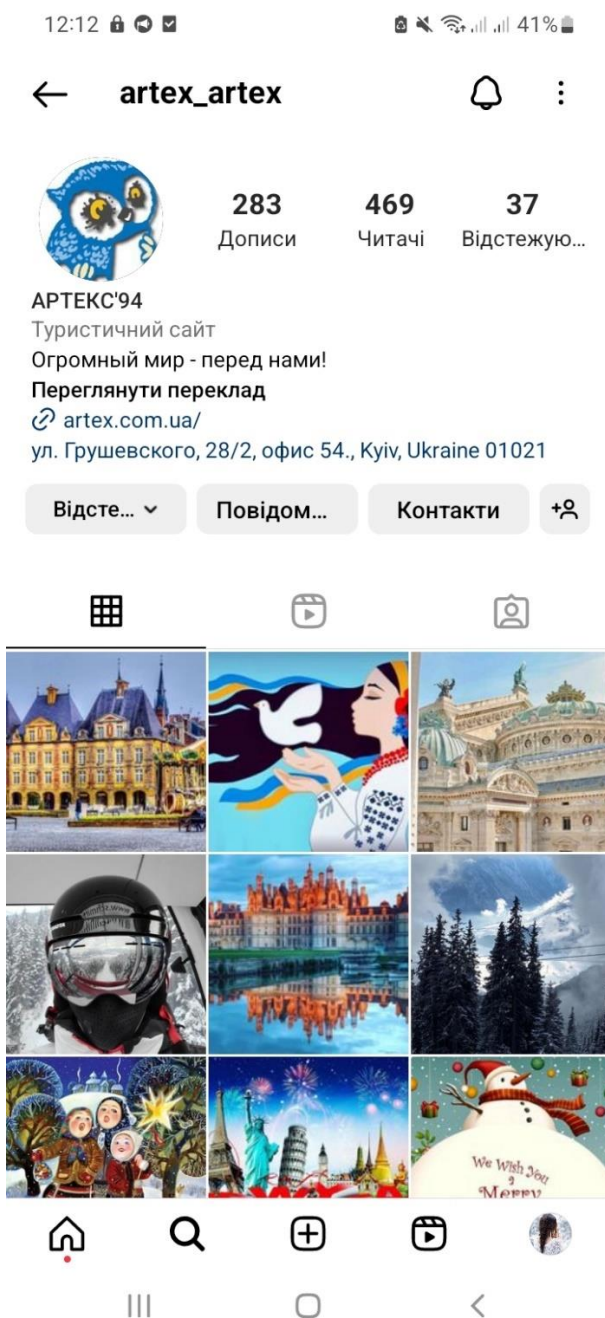 12:12 41%
artex_artex
283 469 37
Дописи Читачі Відстежую...
АРТЕКС'94
Туристичний сайт
Огромный мир - перед нами!
Переглянути переклад
artex.com.ua/
ул. Грушевского, 28/2, офис 54., Kyiv, Ukraine 01021
Відсте... Повідом... Контакти
We Wish You
a
Merry